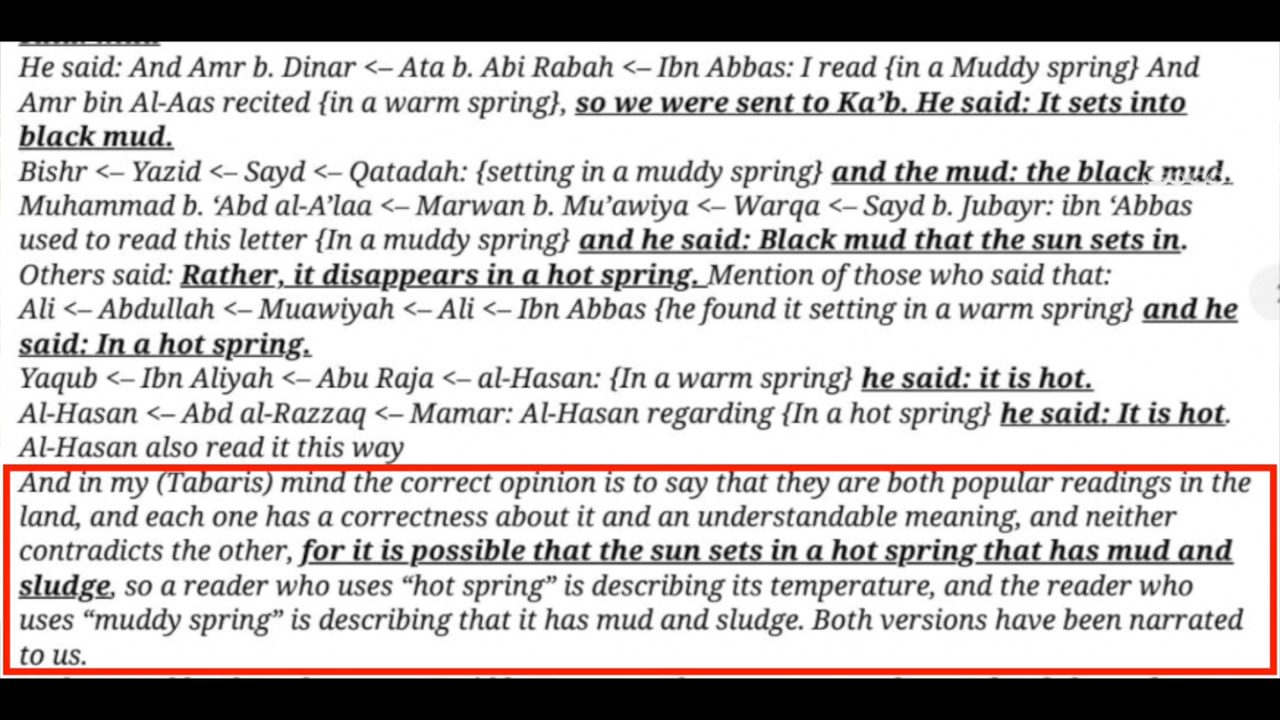 He said: And Amr b. Dinar <– Ata b. Abi Rabah <– Ibn Abbas: I read {in a Muddy spring} And
Amr bin Al-Aas recited {in a warm spring}, so we were sent to Ka’b. He said: It sets into
black mud.
Bishr <– Yazid <– Sayd <– Qatadah: {setting in a muddy spring} and the mud: the black mud.
Muhammad b. ‘Abd al-A’laa <– Marwan b. Mu’awiya <– Warqa <– Sayd b. Jubayr: ibn ‘Abbas
used to read this letter {In a muddy spring} and he said: Black mud that the sun sets in.
Others said: Rather, it disappears in a hot spring. Mention of those who said that:
Ali <– Abdullah <– Muawiyah <– Ali <– Ibn Abbas {he found it setting in a warm spring} and he
said: In a hot spring.
Yaqub <– Ibn Aliyah <– Abu Raja <– al-Hasan: {In a warm spring} he said: it is hot.
Al-Hasan <– Abd al-Razzaq <– Mamar: Al-Hasan regarding {In a hot spring} he said: It is hot.
Al-Hasan also read it this way
And in my (Tabaris) mind the correct opinion is to say that they are both popular readings in the
land, and each one has a correctness about it and an understandable meaning, and neither
contradicts the other, for it is possible that the sun sets in a hot spring that has mud and
sludge, so a reader who uses “hot spring” is describing its temperature, and the reader who
uses “muddy spring” is describing that it has mud and sludge. Both versions have been narrated
to us.